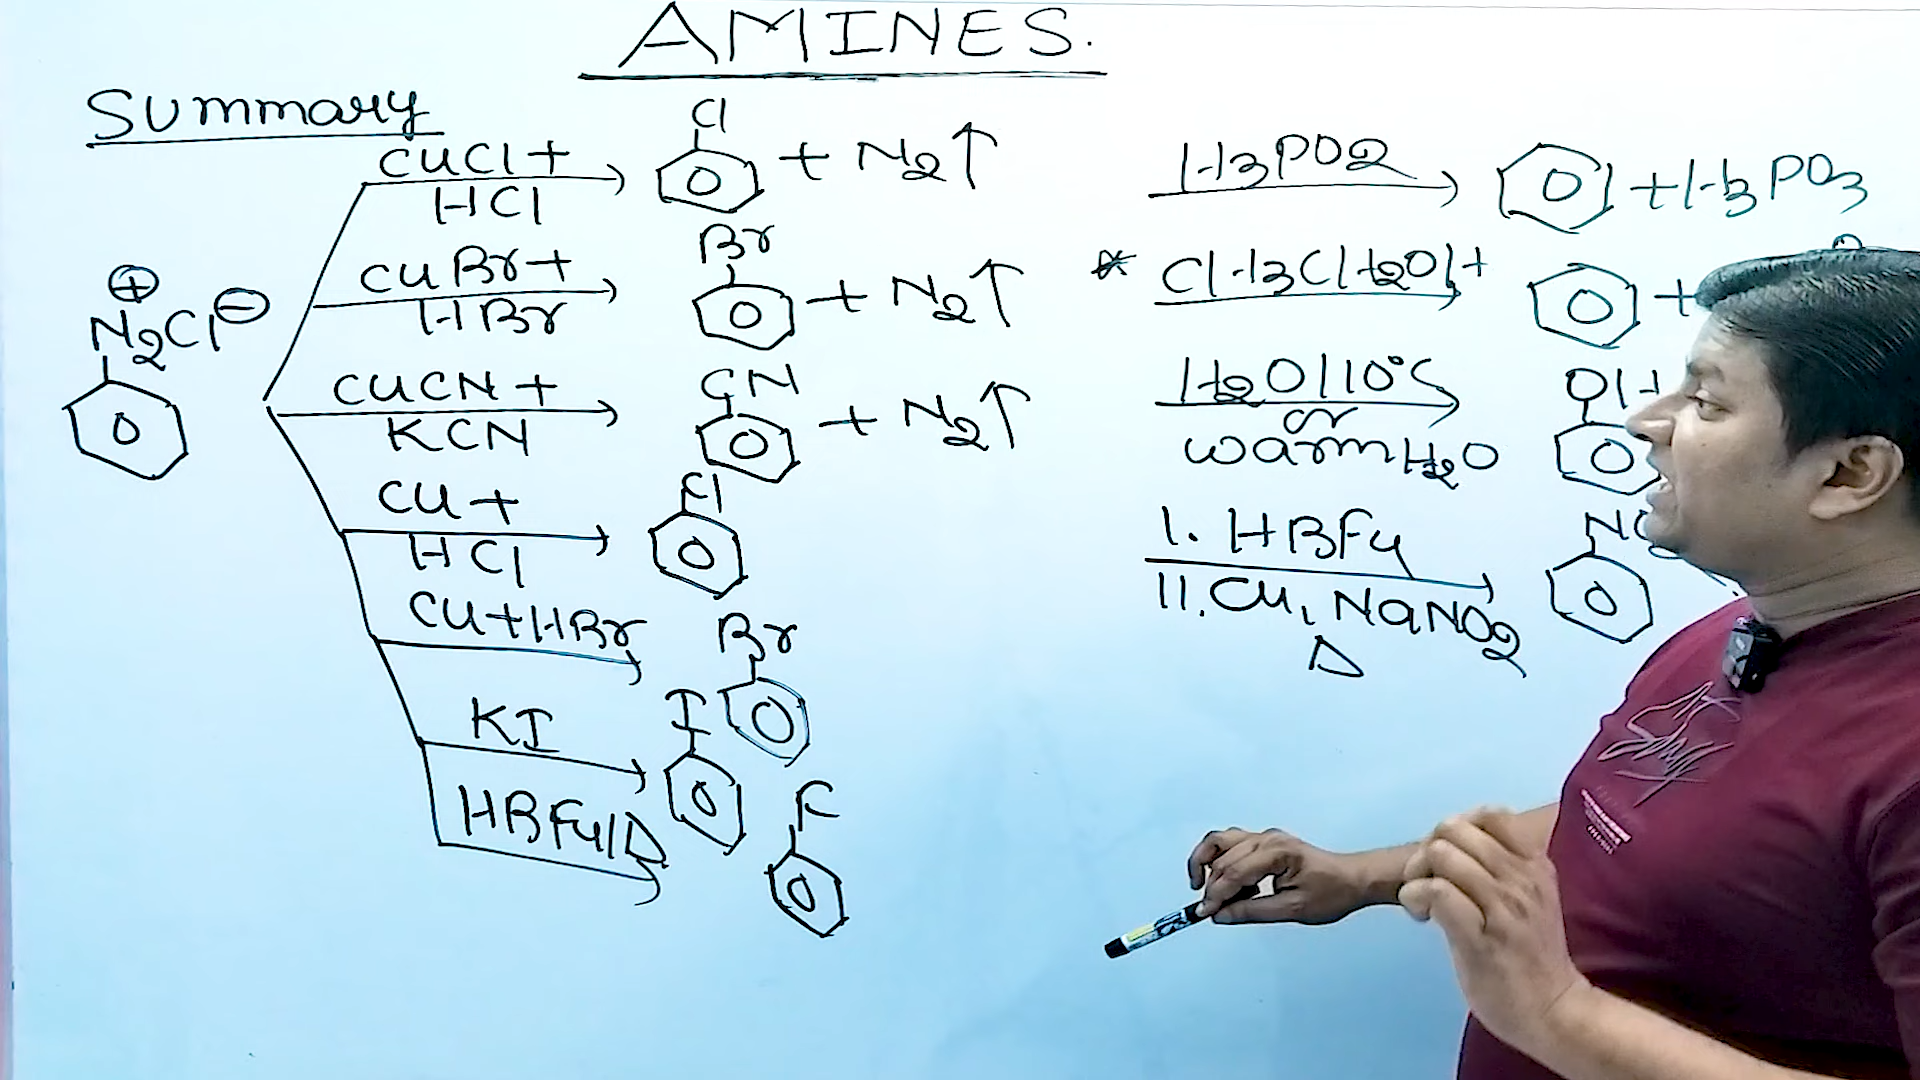 AMINES.
Summary
N2Cl
⊕ ⊖
CuCl +
HCl
Cl
+ N2↑
CuBr +
HBr
Br
+ N2↑
CuCN +
KCN
CN
+ N2↑
Cu +
HCl
Cl
Cu+HBr
Br
KI
I
HBF4/Δ
F
H3PO2
+ H3PO3
* CH3CH2OH
+
H2O/10°C
or
warm H2O
OH
I. HBF4
II. Cu, NaNO2
Δ